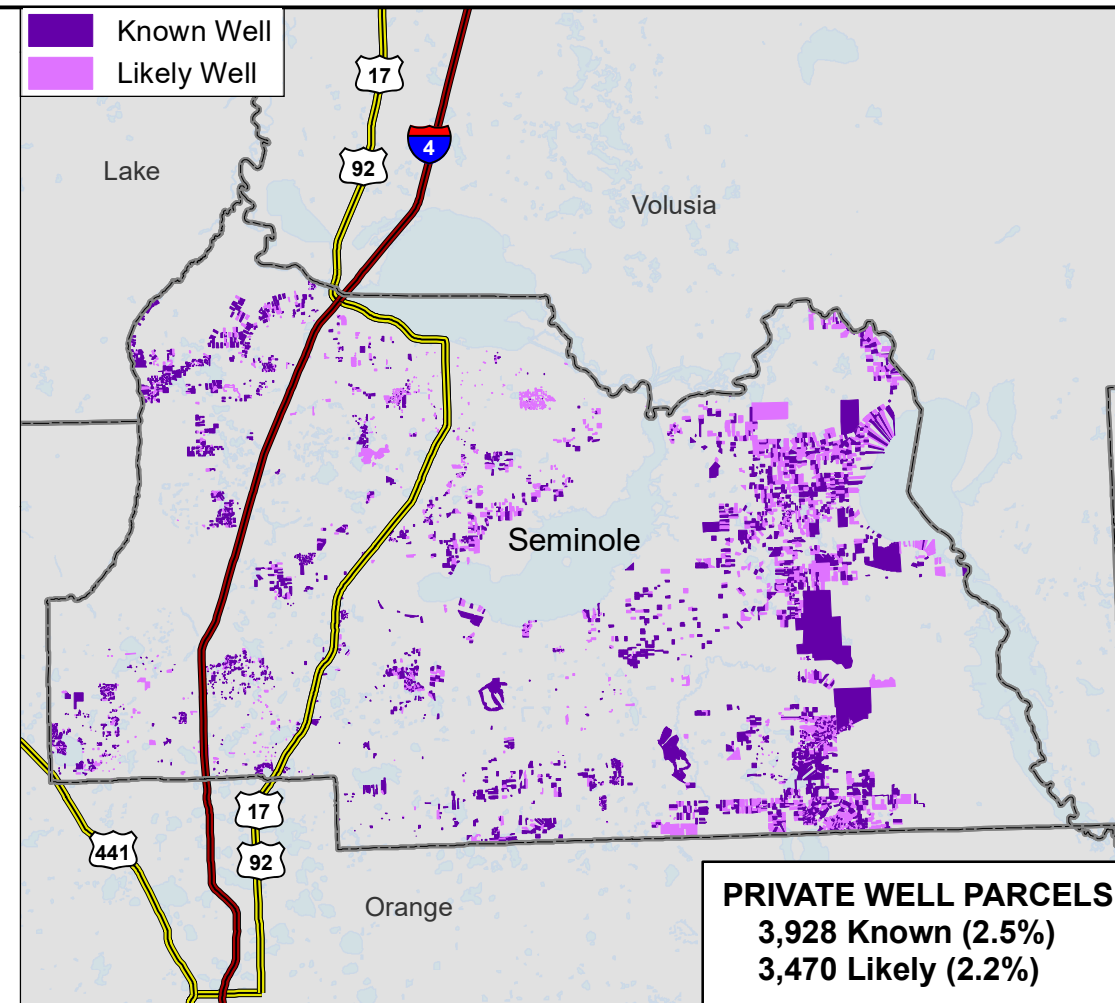 Known Well
Likely Well
17
4
92
Lake
Volusia
Seminole
17
441
92
Orange
PRIVATE WELL PARCELS
3,928 Known (2.5%)
3,470 Likely (2.2%)